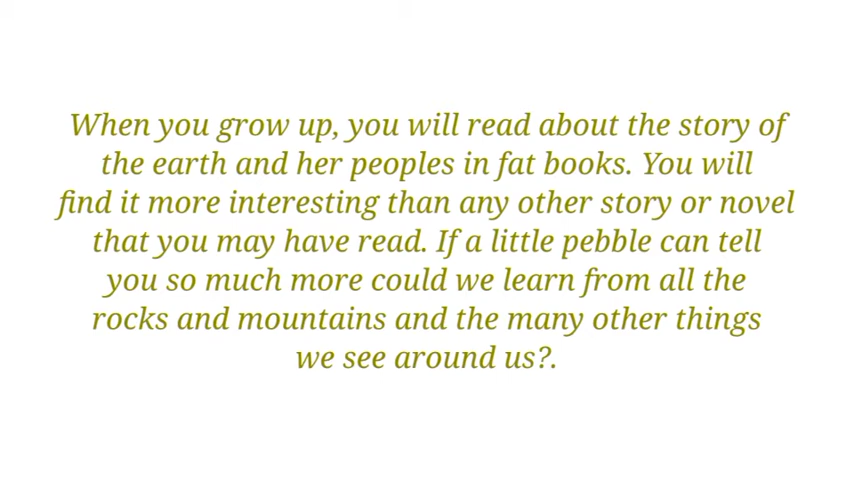 When you grow up, you will read about the story of
the earth and her peoples in fat books. You will
find it more interesting than any other story or novel
that you may have read. If a little pebble can tell
you so much more could we learn from all the
rocks and mountains and the many other things
we see around us?.